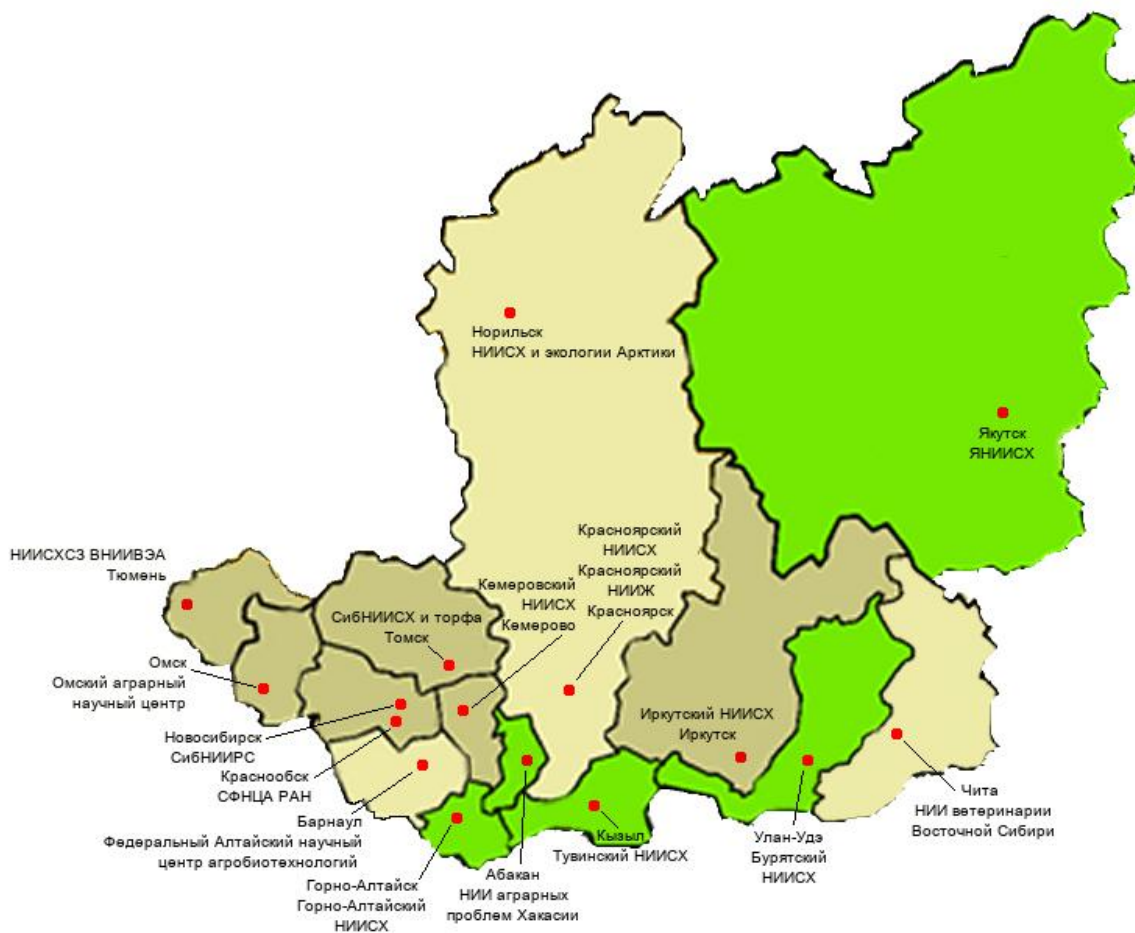 Норильск
НИИСХ и экологии Арктики
Якутск
ЯНИИСХ
Красноярский
НИИСХ
Красноярский
НИИЖ
Красноярск
НИИСХСЗ ВНИИВЭА
Тюмень
Кемеровский
НИИСХ
Кемерово
СибНИИСХ и торфа
Томск
Омск
Омский аграрный
научный центр
Новосибирск
СибНИИРС
Краснообск
СФНЦА РАН
Барнаул
Федеральный Алтайский научный
центр агробиотехнологий
Горно-Алтайск
Горно-Алтайский
НИИСХ
Абакан
НИИ аграрных
проблем Хакасии
Кызыл
Тувинский НИИСХ
Иркутский НИИСХ
Иркутск
Улан-Удэ
Бурятский
НИИСХ
Чита
НИИ ветеринарии
Восточной Сибири